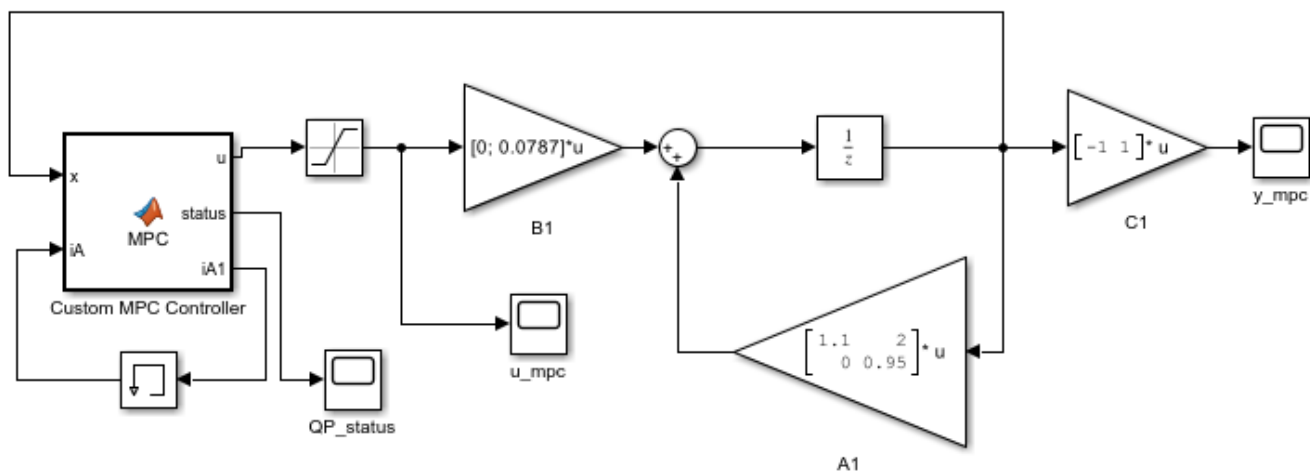 u
x
status
MPC
iA
iA1
Custom MPC Controller
QP_status
[0; 0.0787]*u
B1
u_mpc
+
+
1
z
[-1 1]* u
C1
y_mpc
[1.1 2
0 0.95]* u
A1